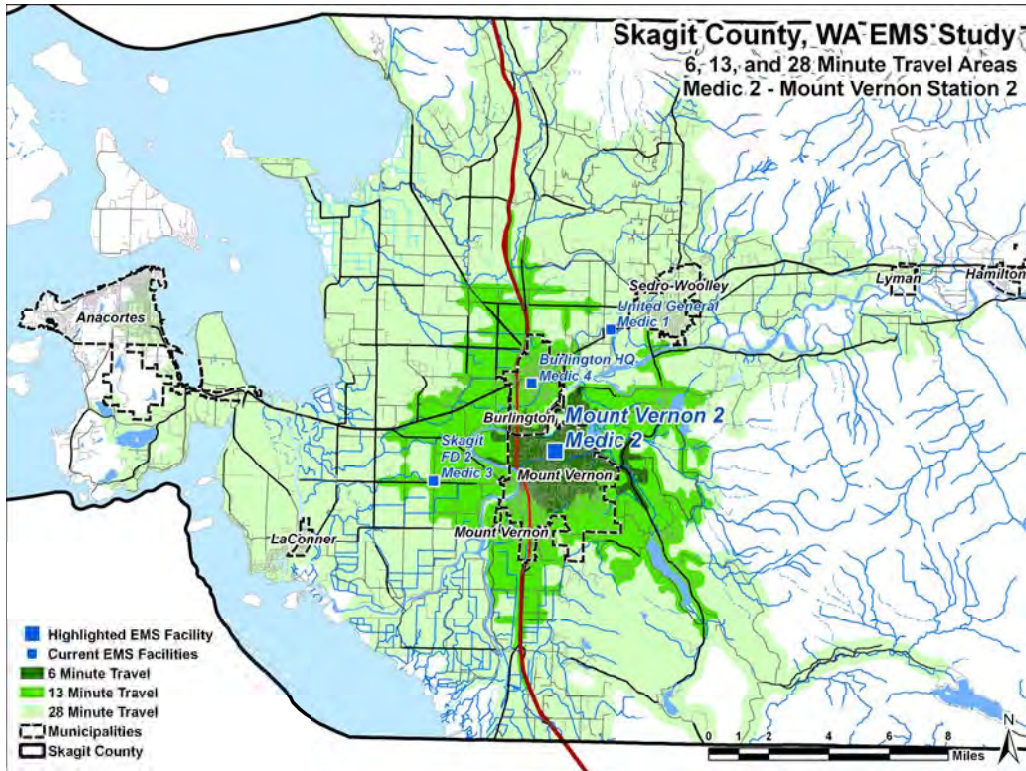 Skagit County, WA EMS Study
6, 13, and 28 Minute Travel Areas
Medic 2 - Mount Vernon Station 2
Sedro-Woolley
Lyman
Hamilton
United General
Medic 1
Anacortes
Burlington HQ
Medic 4
Burlington
Mount Vernon 2
Medic 2
Skagit
FD 2
Medic 3
Mount Vernon
Mount Vernon
LaConner
Highlighted EMS Facility
Current EMS Facilities
6 Minute Travel
13 Minute Travel
28 Minute Travel
Municipalities
Skagit County
N
0 1 2 4 6 8
Miles